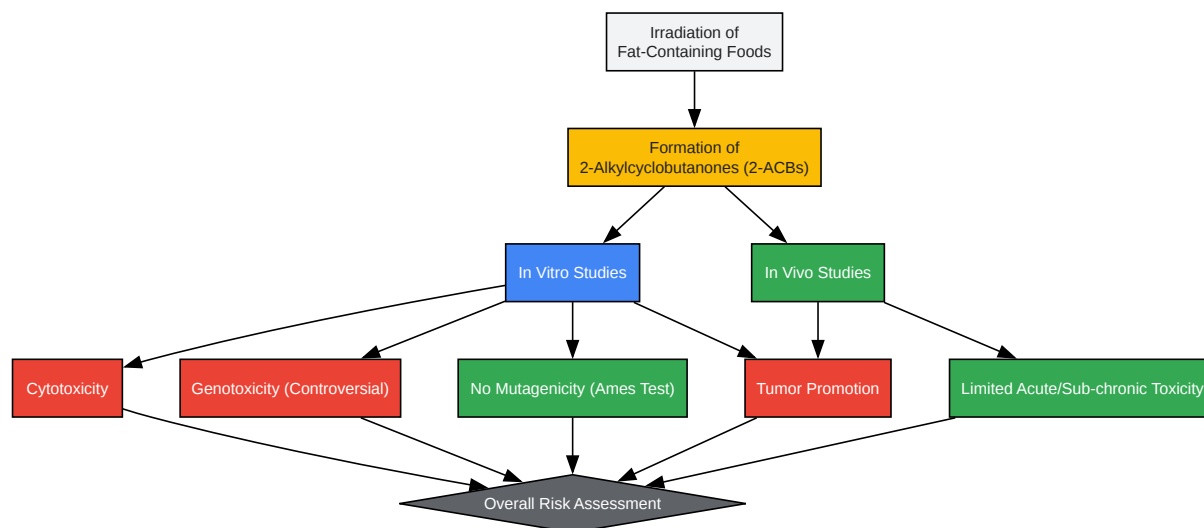 Irradiation of
Fat-Containing Foods
Formation of
2-Alkylcyclobutanones (2-ACBs)
In Vitro Studies
In Vivo Studies
Cytotoxicity
Genotoxicity (Controversial)
No Mutagenicity (Ames Test)
Tumor Promotion
Limited Acute/Sub-chronic Toxicity
Overall Risk Assessment